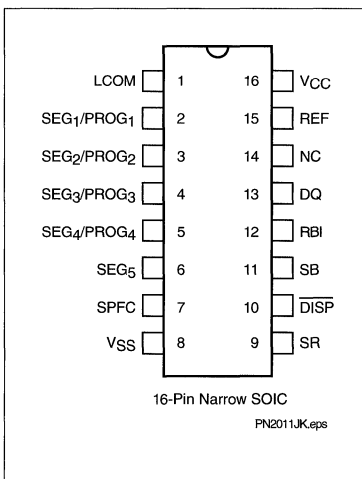 LCOM 1 16 VCC
SEG1/PROG1 2 15 REF
SEG2/PROG2 3 14 NC
SEG3/PROG3 4 13 DQ
SEG4/PROG4 5 12 RBI
SEG5 6 11 SB
SPFC 7 10 DISP
VSS 8 9 SR
16-Pin Narrow SOIC
PN2011JK.eps